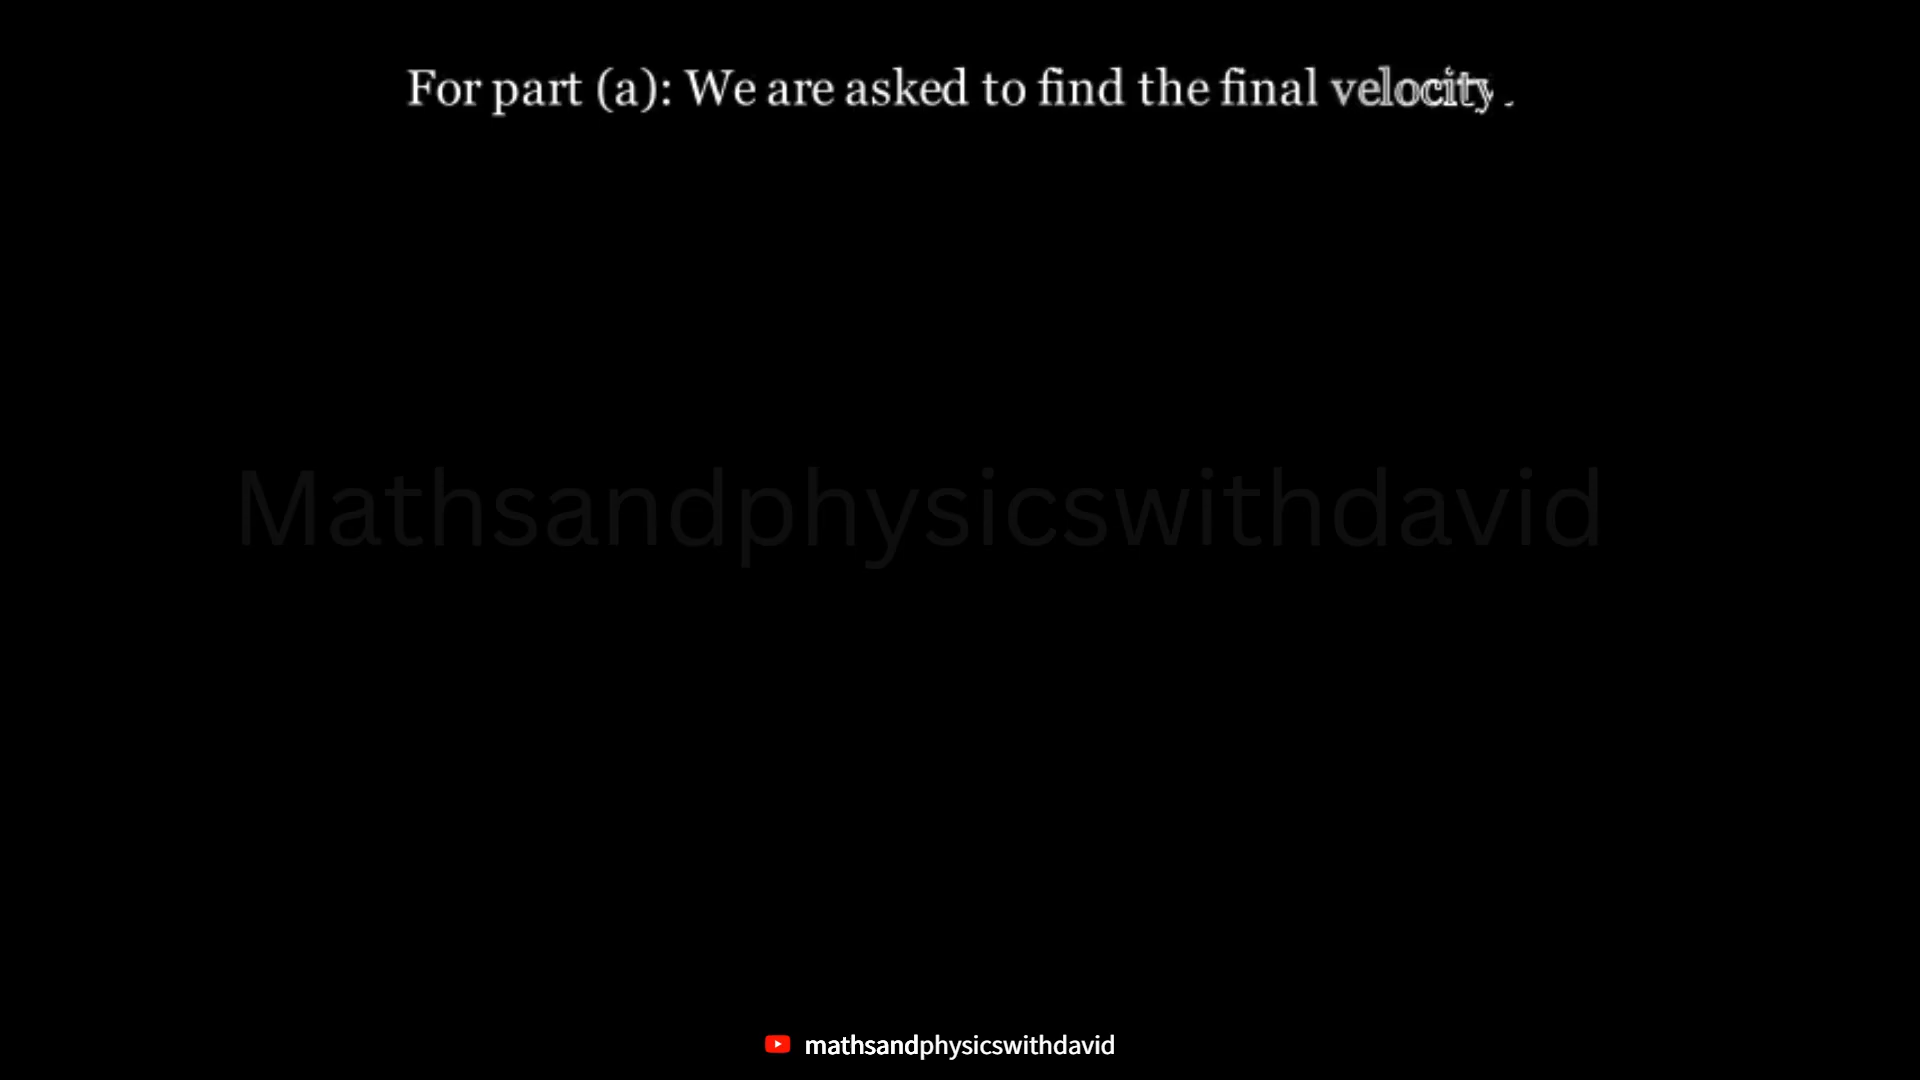 For part (a): We are asked to find the final velocity.
Mathsandphysicswithdavid
mathsandphysicswithdavid